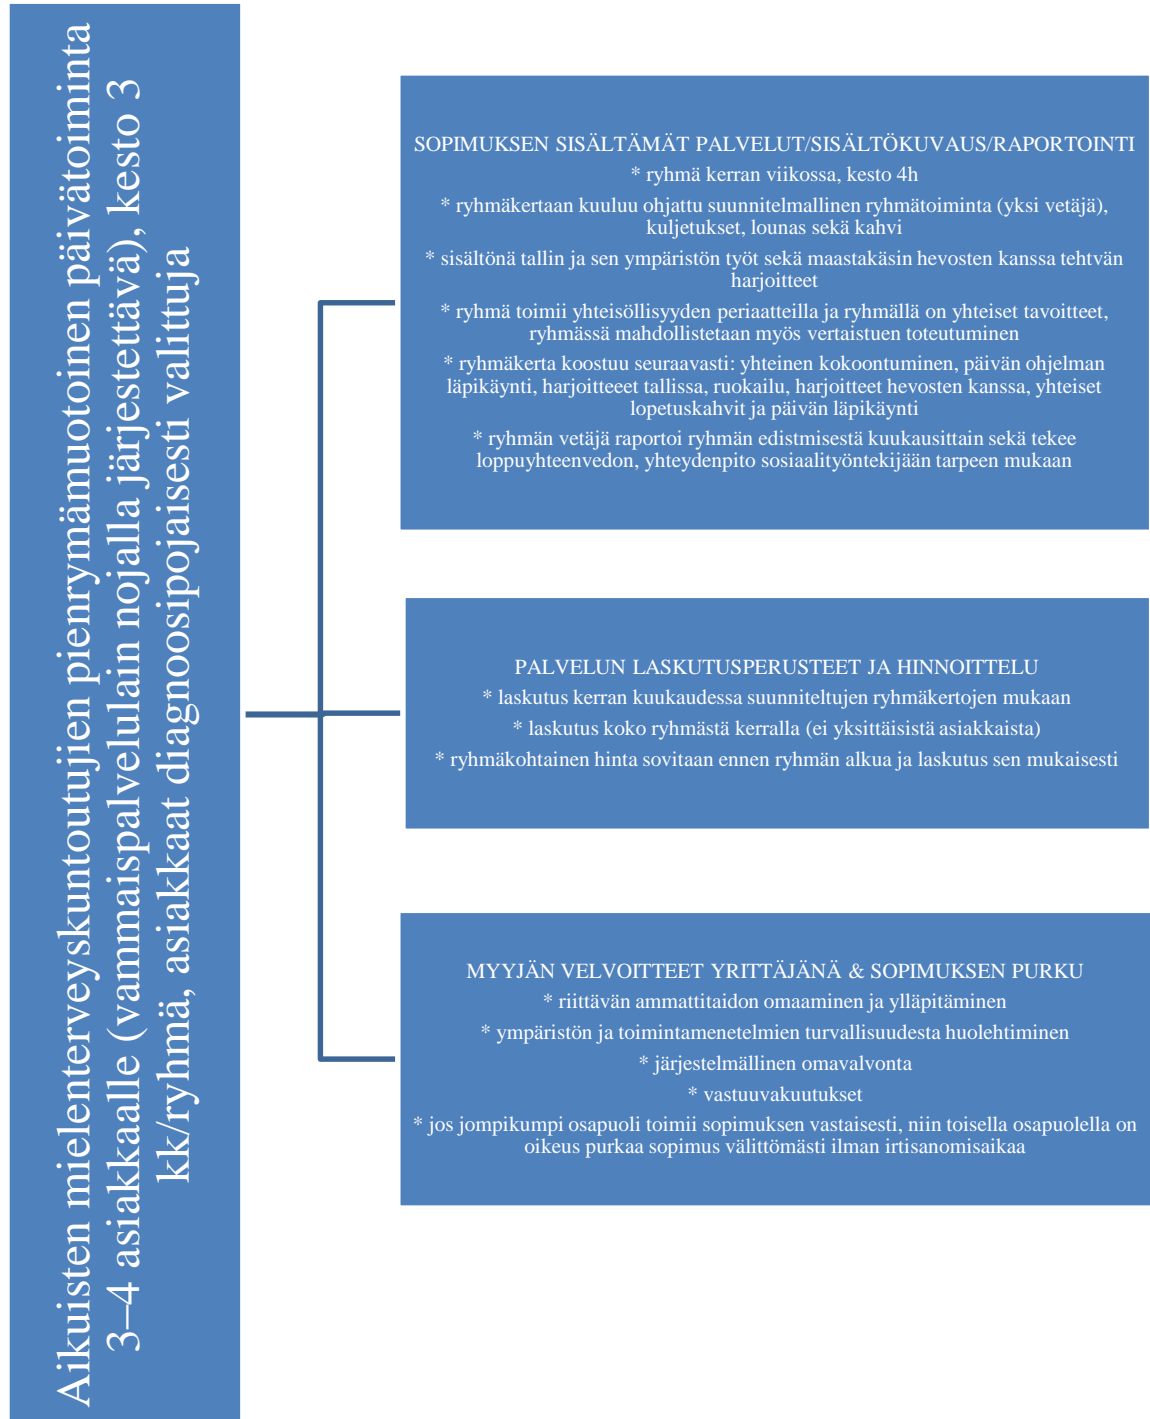 Aikuisten mielenterveyskuntoutujien pienrymämuotoinen päivätoiminta
3–4 asiakkaalle (vammaispalvelulain nojalla järjestettävä), kesto 3
kk/ryhmä, asiakkaat diagnoosipojaisesti valittuja
SOPIMUKSEN SISÄLTÄMÄT PALVELUT/SISÄLTÖKUVAUS/RAPORTOINTI
* ryhmä kerran viikossa, kesto 4h
* ryhmäkertaan kuuluu ohjattu suunnitelmallinen ryhmätoiminta (yksi vetäjä),
kuljetukset, lounas sekä kahvi
* sisältönä tallin ja sen ympäristön työt sekä maastakäsin hevosten kanssa tehtvän
harjoitteet
* ryhmä toimii yhteisöllisyyden periaatteilla ja ryhmällä on yhteiset tavoitteet,
ryhmässä mahdollistetaan myös vertaistuen toteutuminen
* ryhmäkerta koostuu seuraavasti: yhteinen kokoontuminen, päivän ohjelman
läpikäynti, harjoitteeet tallissa, ruokailu, harjoitteet hevosten kanssa, yhteiset
lopetuskahvit ja päivän läpikäynti
* ryhmän vetäjä raportoi ryhmän edistmisestä kuukausittain sekä tekee
loppuyhteenvedon, yhteydenpito sosiaalityöntekijään tarpeen mukaan
PALVELUN LASKUTUSPERUSTEET JA HINNOITTELU
* laskutus kerran kuukaudessa suunniteltujen ryhmäkertojen mukaan
* laskutus koko ryhmästä kerralla (ei yksittäisistä asiakkaista)
* ryhmäkohtainen hinta sovitaan ennen ryhmän alkua ja laskutus sen mukaisesti
MYYJÄN VELVOITTEET YRITTÄJÄNÄ & SOPIMUKSEN PURKU
* riittävän ammattitaidon omaaminen ja ylläpitäminen
* ympäristön ja toimintamenetelmien turvallisuudesta huolehtiminen
* järjestelmällinen omavalvonta
* vastuuvakuutukset
* jos jompikumpi osapuoli toimii sopimuksen vastaisesti, niin toisella osapuolella on
oikeus purkaa sopimus välittömästi ilman irtisanomisaikaa